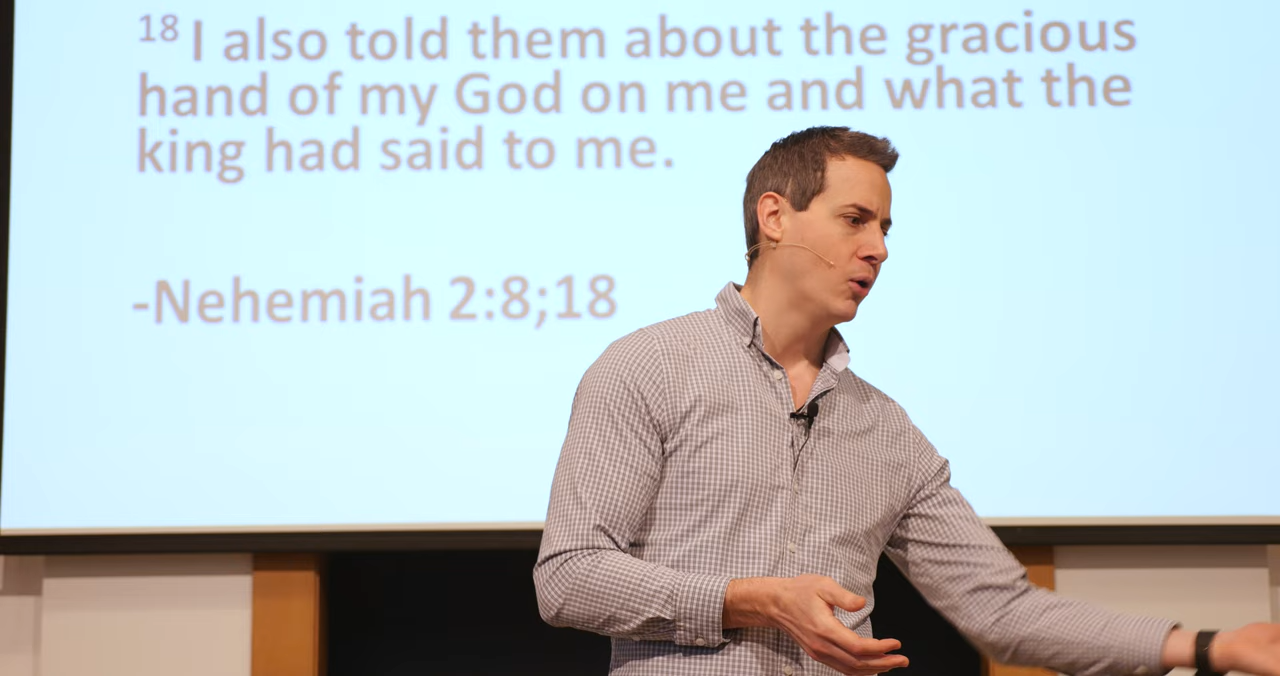 18 I also told them about the gracious
hand of my God on me and what the
king had said to me.
-Nehemiah 2:8;18